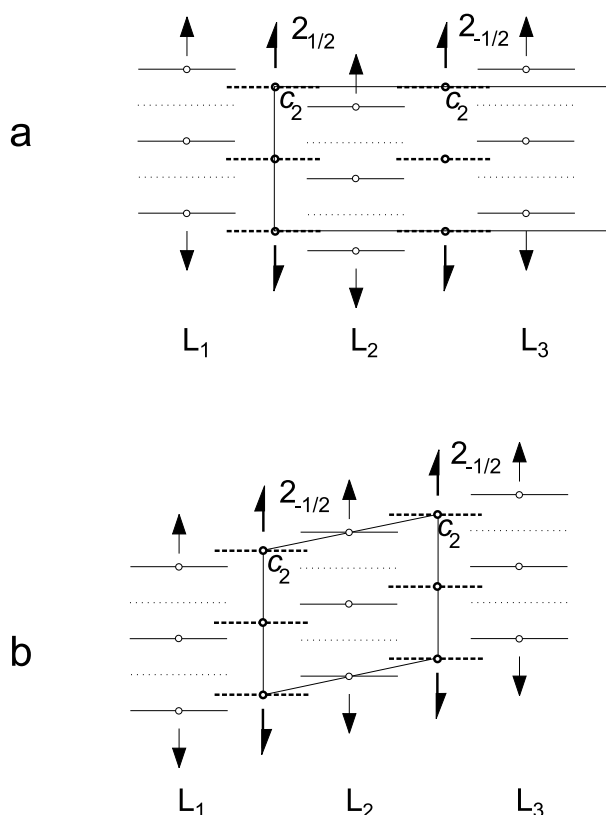 2_{1/2} 2_{-1/2}
a
c_2 c_2
L_1 L_2 L_3
2_{-1/2} 2_{-1/2}
c_2 c_2
b
L_1 L_2 L_3